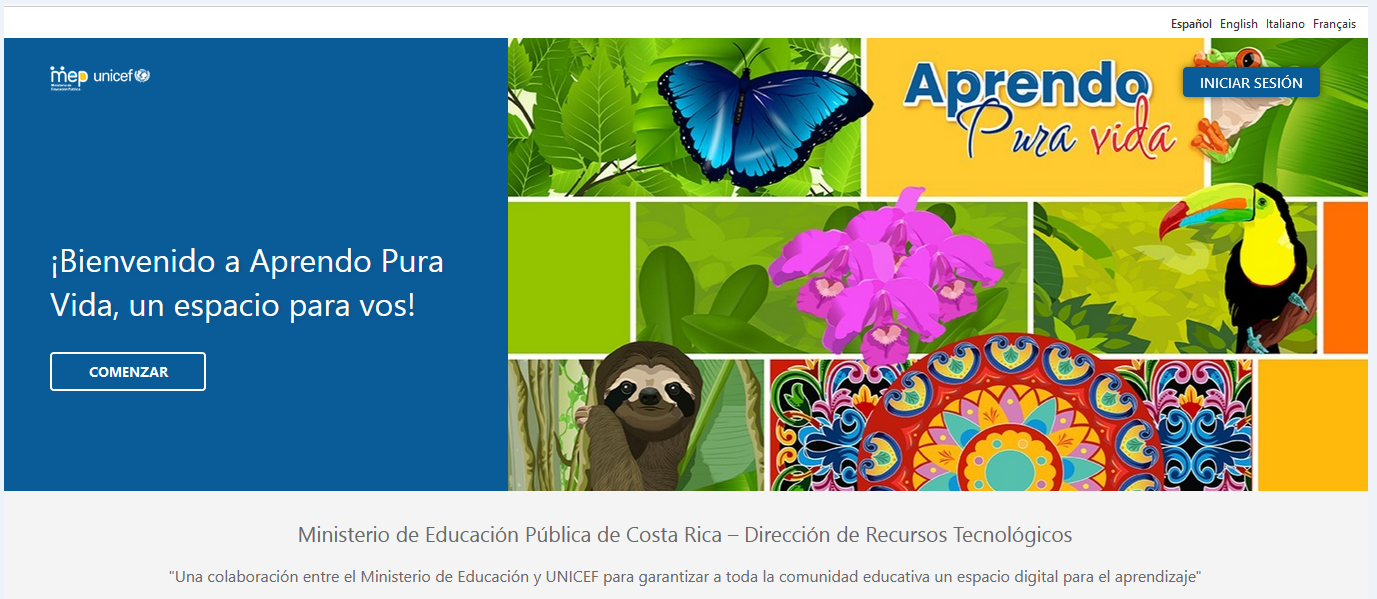 Español English Italiano Français
mep unicef
Ministerio de
Educación Pública
Aprendo
Pura vida
INICIAR SESIÓN
¡Bienvenido a Aprendo Pura
Vida, un espacio para vos!
COMENZAR
Ministerio de Educación Pública de Costa Rica – Dirección de Recursos Tecnológicos
"Una colaboración entre el Ministerio de Educación y UNICEF para garantizar a toda la comunidad educativa un espacio digital para el aprendizaje"